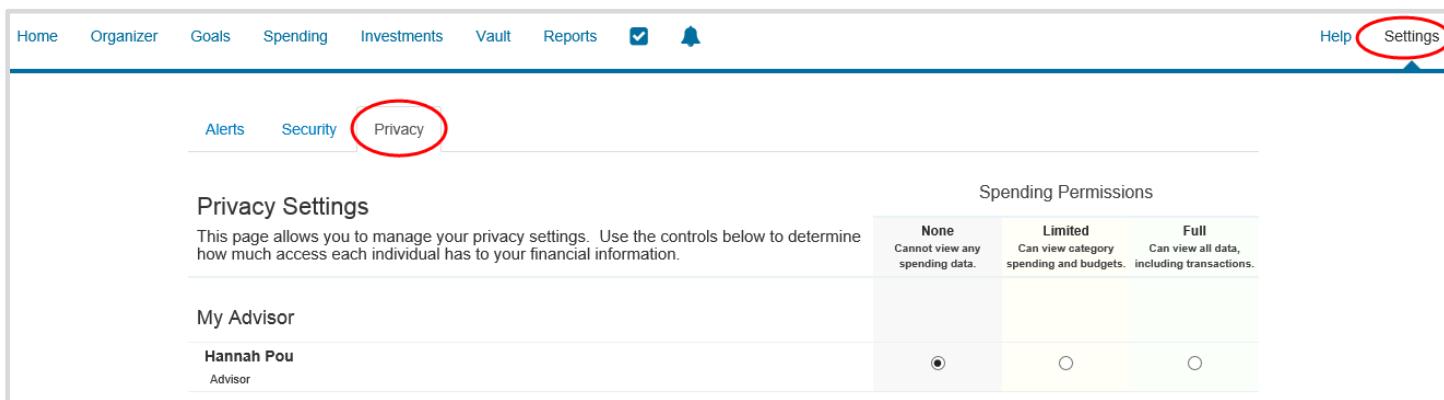 Home Organizer Goals Spending Investments Vault Reports Help Settings
Alerts Security Privacy
Spending Permissions
Privacy Settings
This page allows you to manage your privacy settings. Use the controls below to determine
how much access each individual has to your financial information.
None Limited Full
Cannot view any Can view category Can view all data,
spending data. spending and budgets. including transactions.
My Advisor
Hannah Pou
Advisor